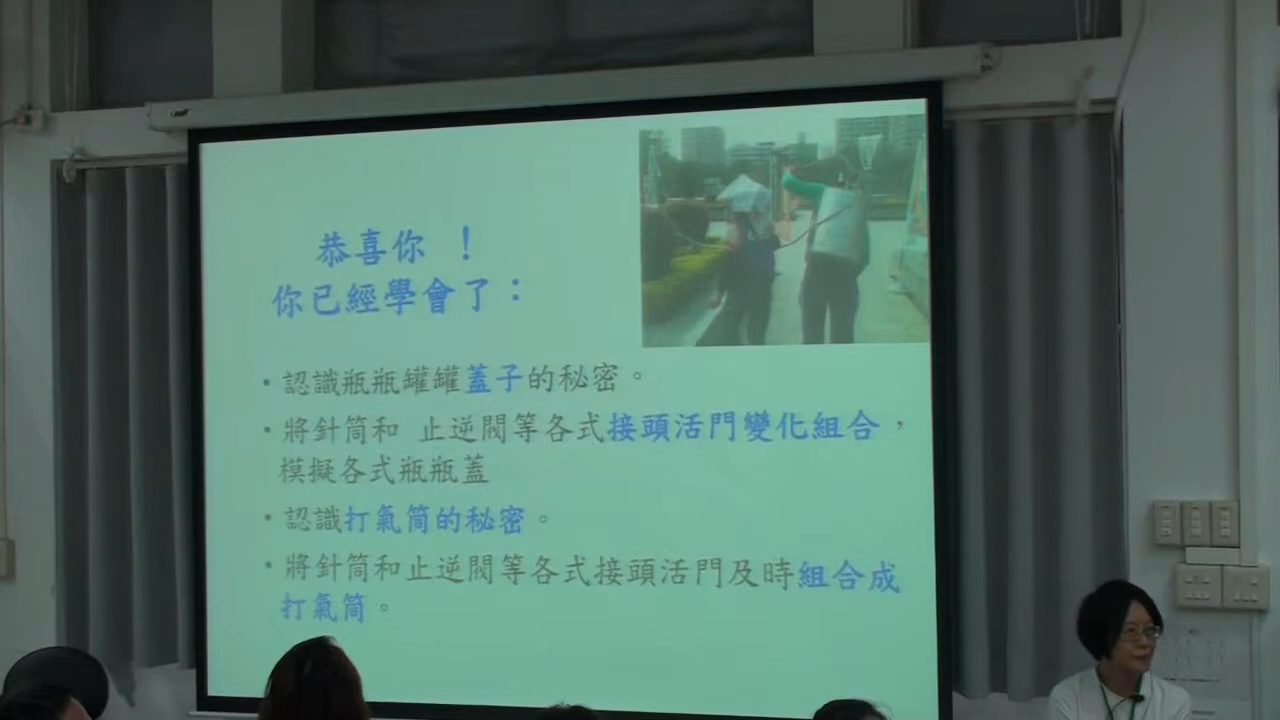 恭喜你 !
你已經學會了：
• 認識瓶瓶罐罐蓋子的秘密。
• 將針筒和 止逆閥等各式接頭活門變化組合，
模擬各式瓶瓶蓋
• 認識打氣筒的秘密。
• 將針筒和止逆閥等各式接頭活門及時組合成
打氣筒。